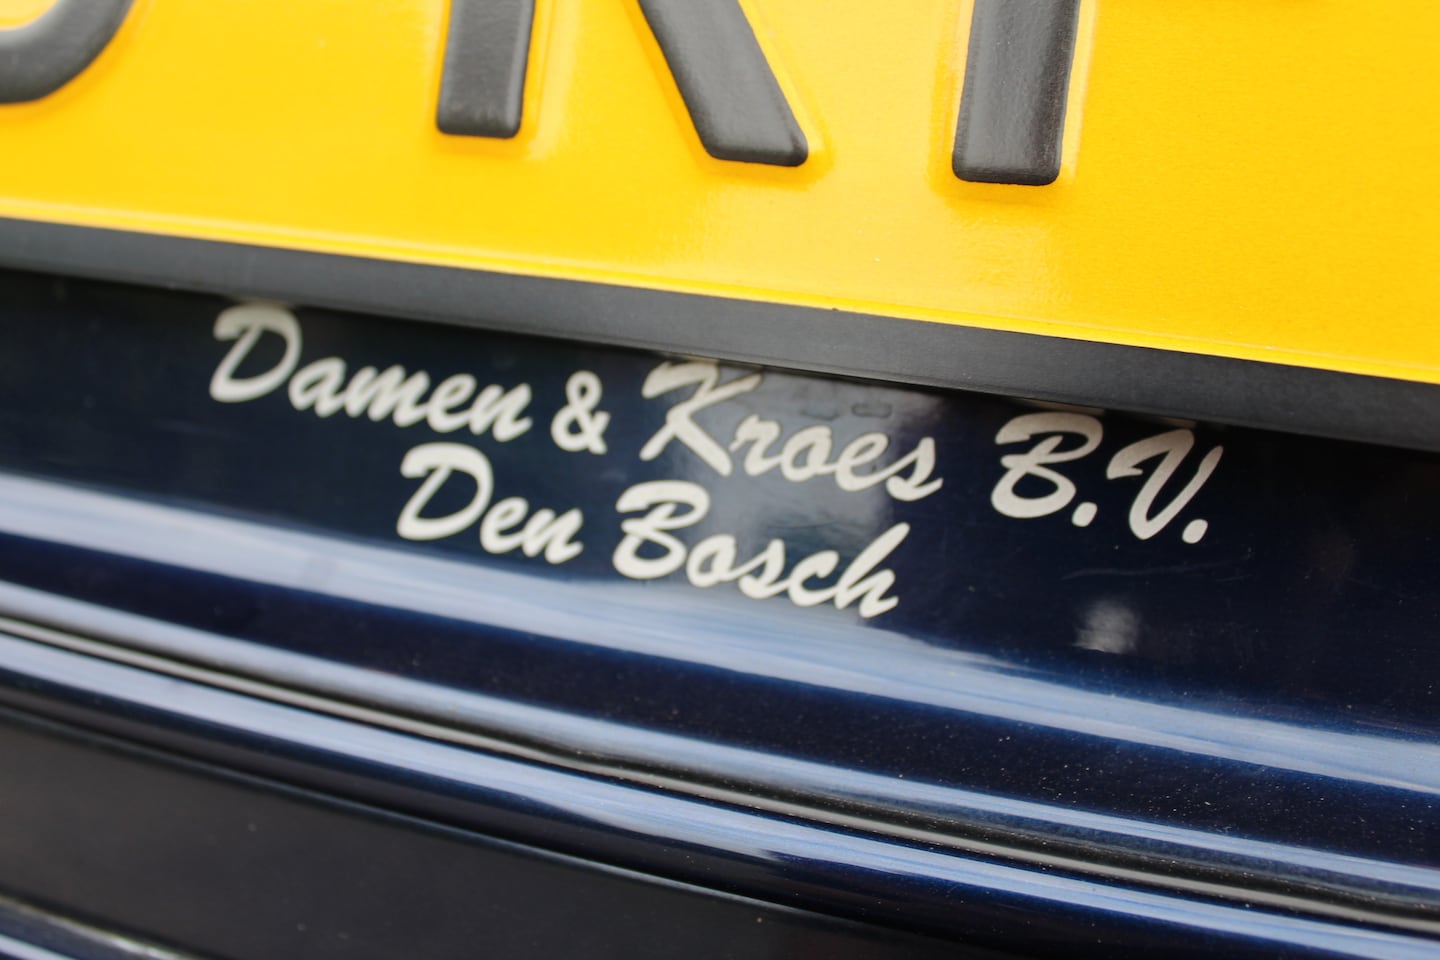 Damen & Kroes B.V.
Den Bosch